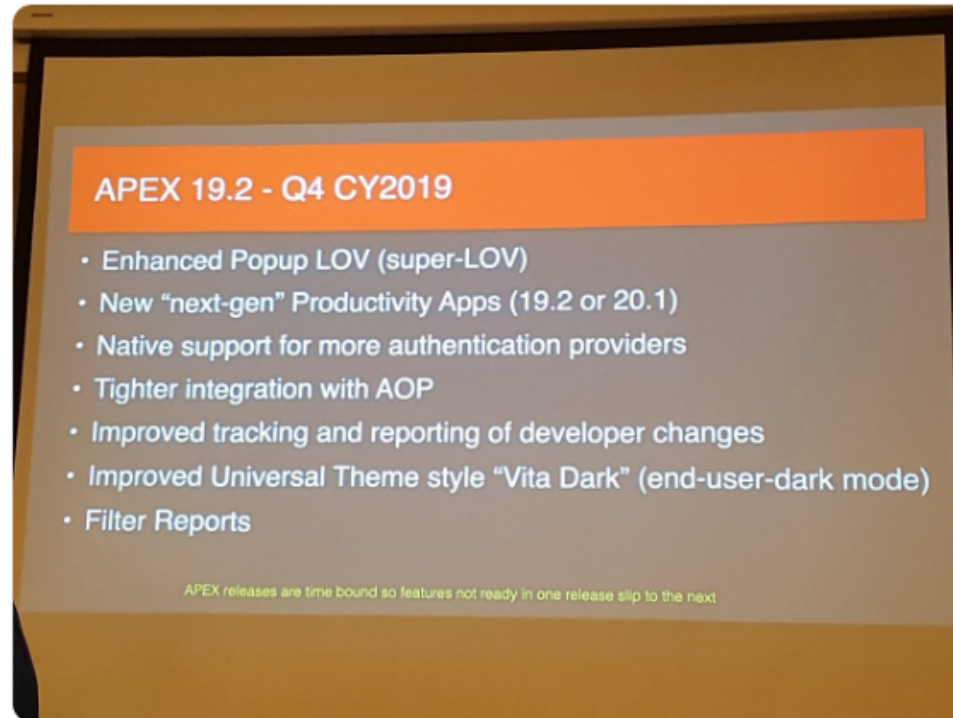 APEX 19.2 - Q4 CY2019
• Enhanced Popup LOV (super-LOV)
• New “next-gen” Productivity Apps (19.2 or 20.1)
• Native support for more authentication providers
• Tighter integration with AOP
• Improved tracking and reporting of developer changes
• Improved Universal Theme style “Vita Dark” (end-user-dark mode)
• Filter Reports
APEX releases are time bound so features not ready in one release slip to the next